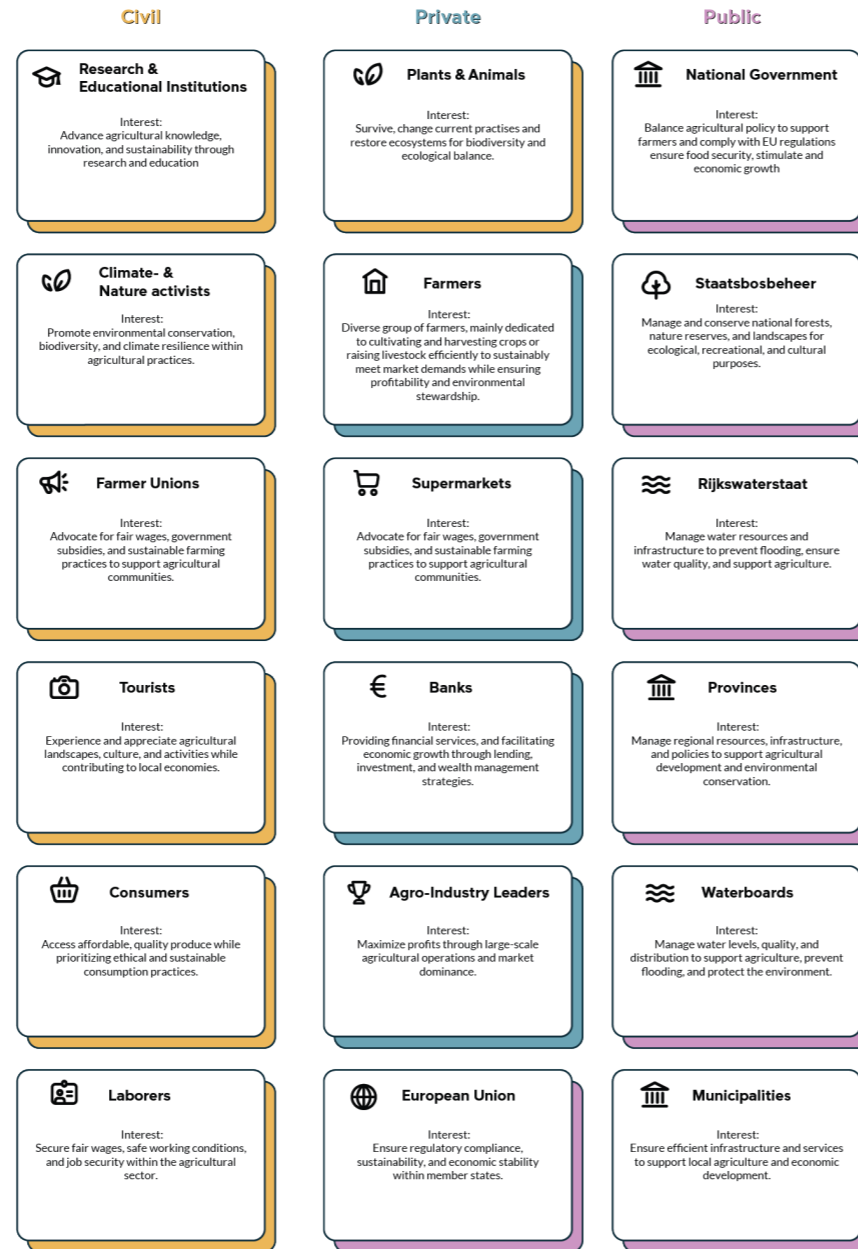 Civil
Private
Public
Research &
Educational Institutions
Interest:
Advance agricultural knowledge,
innovation, and sustainability through
research and education
Plants & Animals
Interest:
Survive, change current practises and
restore ecosystems for biodiversity and
ecological balance.
National Government
Interest:
Balance agricultural policy to support
farmers and comply with EU regulations
ensure food security, stimulate and
economic growth
Climate- &
Nature activists
Interest:
Promote environmental conservation,
biodiversity, and climate resilience within
agricultural practices.
Farmers
Interest:
Diverse group of farmers, mainly dedicated
to cultivating and harvesting crops or
raising livestock efficiently to sustainably
meet market demands while ensuring
profitability and environmental
stewardship.
Staatsbosbeheer
Interest:
Manage and conserve national forests,
nature reserves, and landscapes for
ecological, recreational, and cultural
purposes.
Farmer Unions
Interest:
Advocate for fair wages, government
subsidies, and sustainable farming
practices to support agricultural
communities.
Supermarkets
Interest:
Advocate for fair wages, government
subsidies, and sustainable farming
practices to support agricultural
communities.
Rijkswaterstaat
Interest:
Manage water resources and
infrastructure to prevent flooding, ensure
water quality, and support agriculture.
Tourists
Interest:
Experience and appreciate agricultural
landscapes, culture, and activities while
contributing to local economies.
Banks
Interest:
Providing financial services, and facilitating
economic growth through lending,
investment, and wealth management
strategies.
Provinces
Interest:
Manage regional resources, infrastructure,
and policies to support agricultural
development and environmental
conservation.
Consumers
Interest:
Access affordable, quality produce while
prioritizing ethical and sustainable
consumption practices.
Agro-Industry Leaders
Interest:
Maximize profits through large-scale
agricultural operations and market
dominance.
Waterboards
Interest:
Manage water levels, quality, and
distribution to support agriculture, prevent
flooding, and protect the environment.
Laborers
Interest:
Secure fair wages, safe working conditions,
and job security within the agricultural
sector.
European Union
Interest:
Ensure regulatory compliance,
sustainability, and economic stability
within member states.
Municipalities
Interest:
Ensure efficient infrastructure and services
to support local agriculture and economic
development.